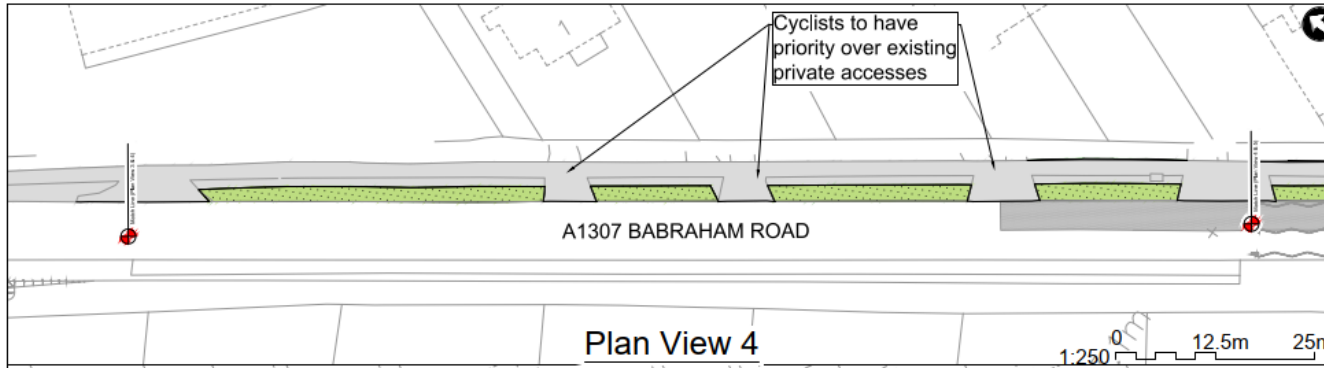 1
Cyclists to have
priority over existing
private accesses
A1307 BABRAHAM ROAD
Plan View 4
1:250
0
12.5m
25m